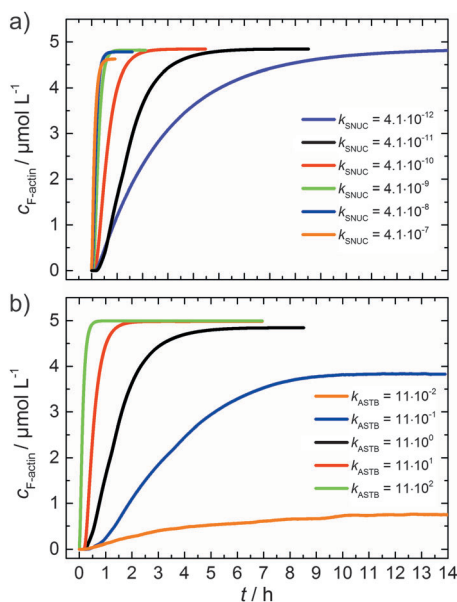 a)
c_F-actin / μmol L⁻¹
5
4
3
2
1
0
k_SNUC = 4.1·10⁻¹²
k_SNUC = 4.1·10⁻¹¹
k_SNUC = 4.1·10⁻¹⁰
k_SNUC = 4.1·10⁻⁹
k_SNUC = 4.1·10⁻⁸
k_SNUC = 4.1·10⁻⁷
b)
c_F-actin / μmol L⁻¹
5
4
3
2
1
0
k_ASTB = 11·10⁻²
k_ASTB = 11·10⁻¹
k_ASTB = 11·10⁰
k_ASTB = 11·10¹
k_ASTB = 11·10²
0 1 2 3 4 5 6 7 8 9 10 11 12 13 14
t / h